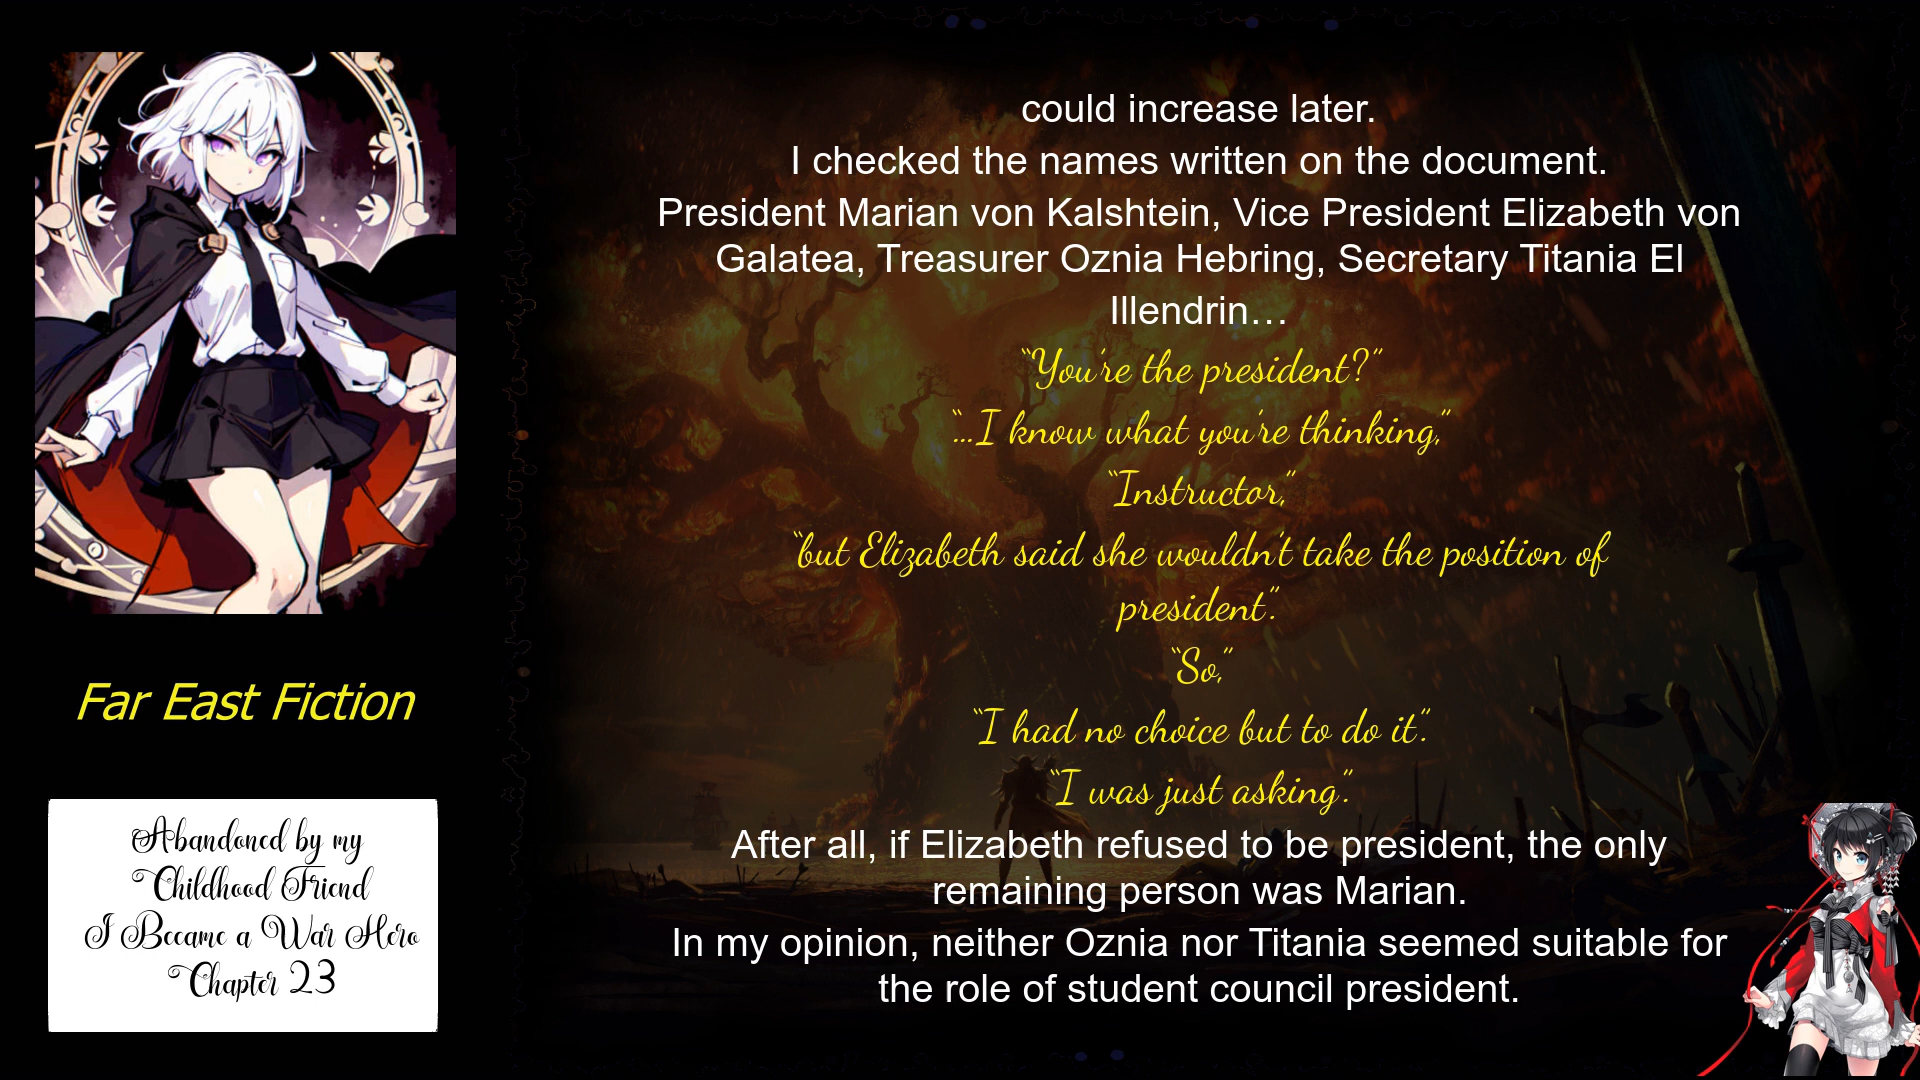 could increase later.
I checked the names written on the document.
President Marian von Kalshtein, Vice President Elizabeth von
Galatea, Treasurer Oznia Hebring, Secretary Titania El
Illendrin…
“You’re the president?”
“…I know what you’re thinking,”
“Instructor,”
“but Elizabeth said she wouldn’t take the position of
president”.
“So,”
“I had no choice but to do it”.
“I was just asking”.
After all, if Elizabeth refused to be president, the only
remaining person was Marian.
In my opinion, neither Oznia nor Titania seemed suitable for
the role of student council president.
Far East Fiction
Abandoned by my
Childhood Friend
I Became a War Hero
Chapter 23